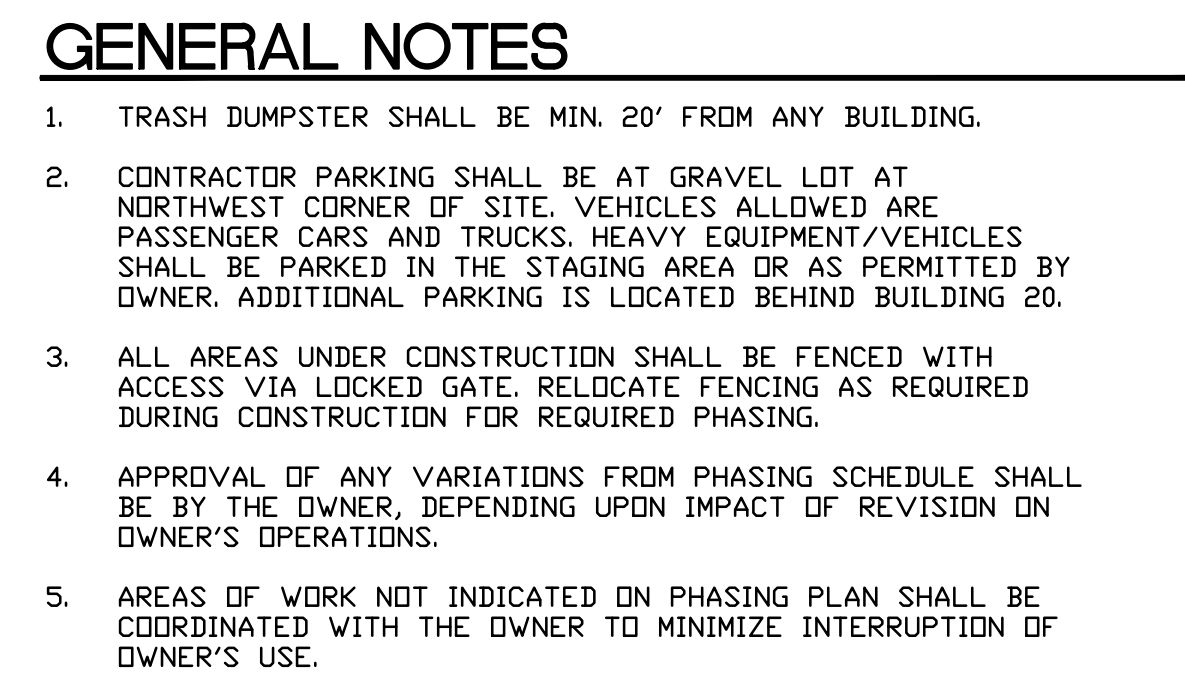 GENERAL NOTES
1. TRASH DUMPSTER SHALL BE MIN. 20' FROM ANY BUILDING.
2. CONTRACTOR PARKING SHALL BE AT GRAVEL LOT AT
NORTHWEST CORNER OF SITE. VEHICLES ALLOWED ARE
PASSENGER CARS AND TRUCKS. HEAVY EQUIPMENT/VEHICLES
SHALL BE PARKED IN THE STAGING AREA OR AS PERMITTED BY
OWNER. ADDITIONAL PARKING IS LOCATED BEHIND BUILDING 20.
3. ALL AREAS UNDER CONSTRUCTION SHALL BE FENCED WITH
ACCESS VIA LOCKED GATE. RELOCATE FENCING AS REQUIRED
DURING CONSTRUCTION FOR REQUIRED PHASING.
4. APPROVAL OF ANY VARIATIONS FROM PHASING SCHEDULE SHALL
BE BY THE OWNER, DEPENDING UPON IMPACT OF REVISION ON
OWNER'S OPERATIONS.
5. AREAS OF WORK NOT INDICATED ON PHASING PLAN SHALL BE
COORDINATED WITH THE OWNER TO MINIMIZE INTERRUPTION OF
OWNER'S USE.